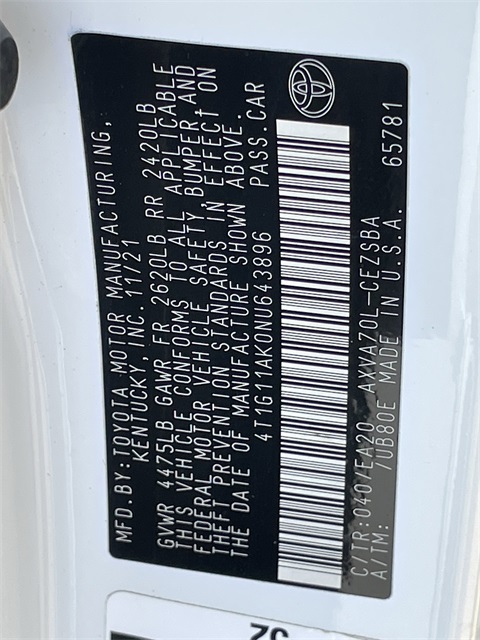 MFD. BY: TOYOTA MOTOR MANUFACTURING,
KENTUCKY, INC. 11/21
GVWR 4475LB GAWR FR 2620LB RR 2420LB
THIS VEHICLE CONFORMS TO ALL APPLICABLE
FEDERAL MOTOR VEHICLE SAFETY, BUMPER, AND
THEFT PREVENTION STANDARDS IN EFFECT ON
THE DATE OF MANUFACTURE SHOWN ABOVE.
4T1G11AK0NU643896 PASS.CAR
C/TR:040/EA20 AXVA70L-CEZSBA
A/TM: /UB80E MADE IN U.S.A. 65781